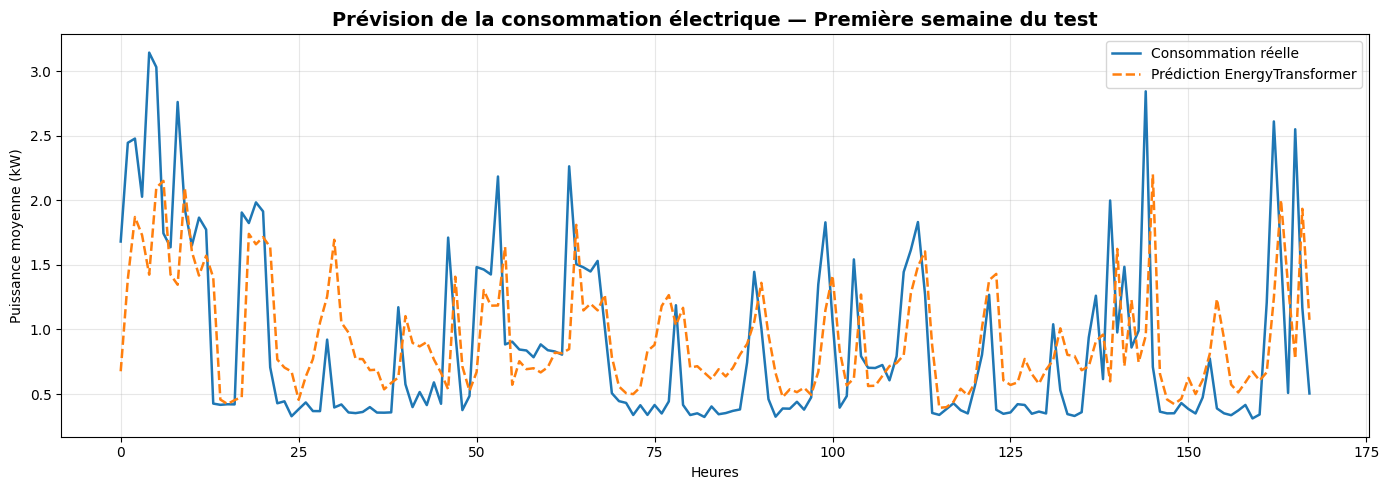 Prévision de la consommation électrique — Première semaine du test
Consommation réelle
Prédiction EnergyTransformer
Puissance moyenne (kW)
3.0
2.5
2.0
1.5
1.0
0.5
0 25 50 75 100 125 150 175
Heures